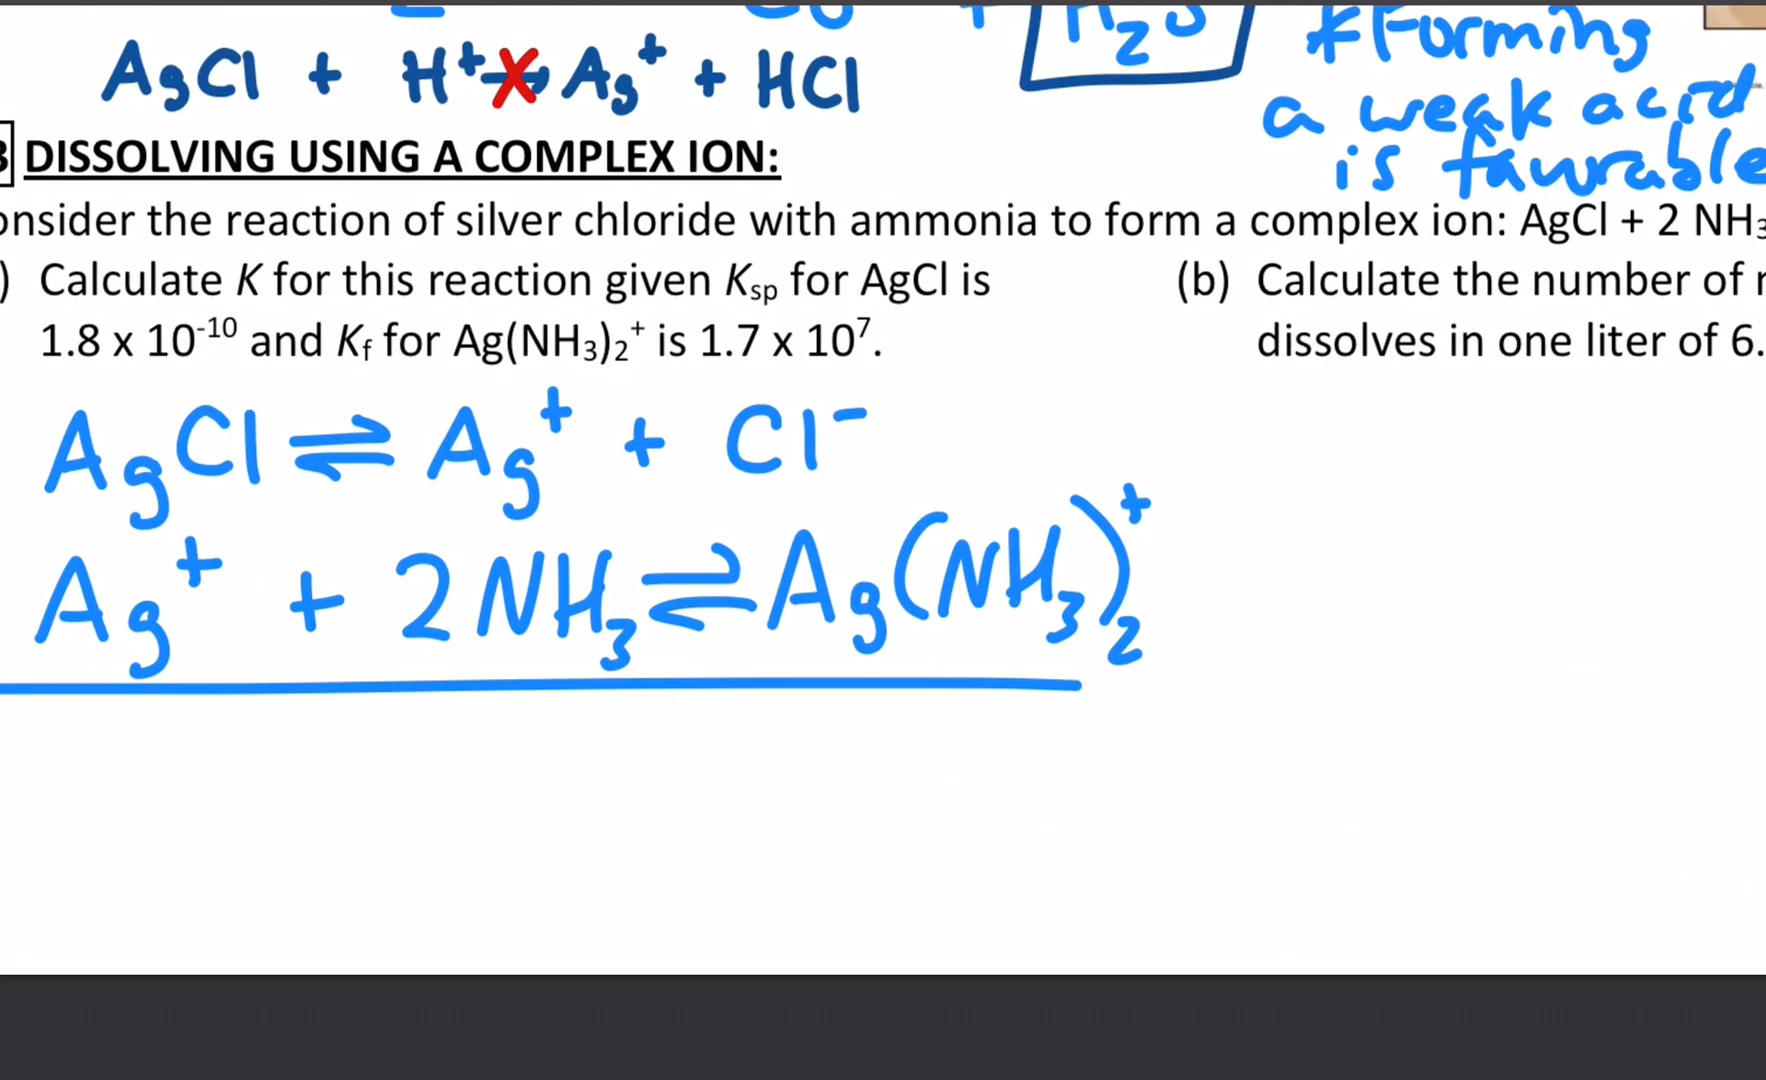 AgCl + H⁺ → Ag⁺ + HCl
*Forming
a weak acid
is favorable
DISSOLVING USING A COMPLEX ION:
onsider the reaction of silver chloride with ammonia to form a complex ion: AgCl + 2 NH₃
) Calculate K for this reaction given Ksp for AgCl is
1.8 x 10⁻¹⁰ and Kf for Ag(NH₃)₂⁺ is 1.7 x 10⁷.
(b) Calculate the number of
dissolves in one liter of 6.
AgCl ⇌ Ag⁺ + Cl⁻
Ag⁺ + 2NH₃ ⇌ Ag(NH₃)₂⁺